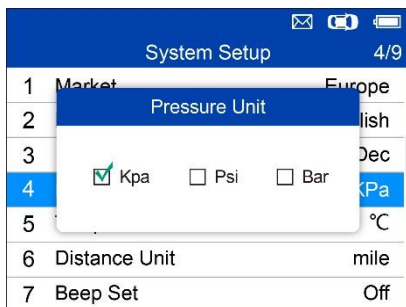 System Setup 4/9
1 Market Europe
Pressure Unit
2 lish
3 Dec
Kpa Psi Bar
4 KPa
5 ℃
6 Distance Unit mile
7 Beep Set Off